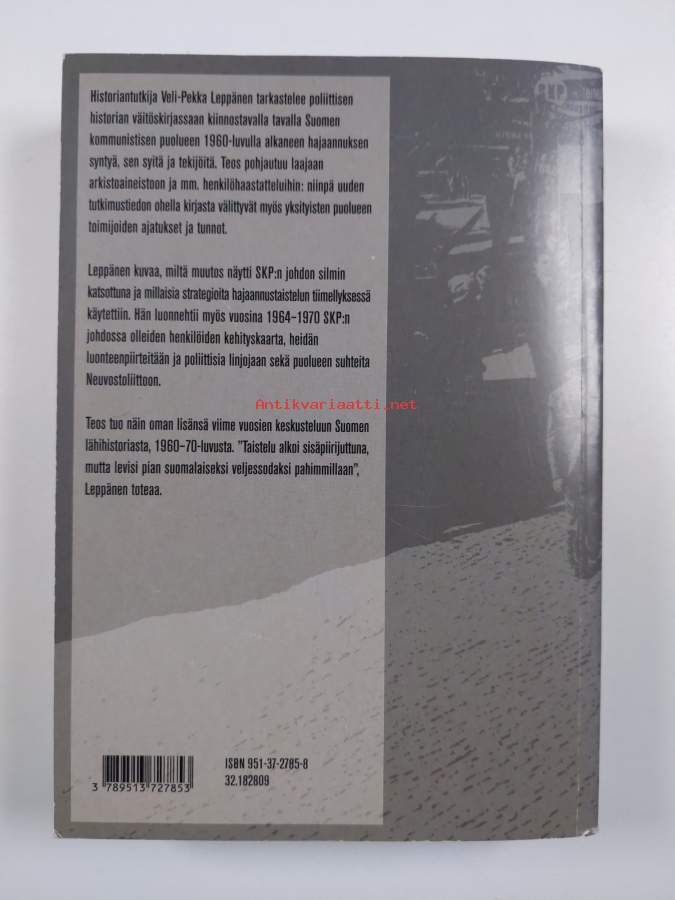 Historiantutkija Veli-Pekka Leppänen tarkastelee poliittisen
historian väitöskirjassaan kiinnostavalla tavalla Suomen
kommunistisen puolueen 1960-luvulla alkaneen hajaannuksen
syntyä, sen syitä ja tekijöitä. Teos pohjautuu laajaan
arkistoaineistoon ja mm. henkilöhaastatteluihin: niinpä uuden
tutkimustiedon ohella kirjasta välittyvät myös yksityisten puolueen
toimijoiden ajatukset ja tunnot.
Leppänen kuvaa, miltä muutos näytti SKP:n johdon silmin
katsottuna ja millaisia strategioita hajaannustaistelun tiimellyksessä
käytettiin. Hän luonnehtii myös vuosina 1964–1970 SKP:n
johdossa olleiden henkilöiden kehityskaarta, heidän
luonteenpiirteitään ja poliittisia linjojaan sekä puolueen suhteita
Neuvostoliittoon.
Antikvariaatti.net
Teos tuo näin oman lisänsä viime vuosien keskusteluun Suomen
lähihistoriasta, 1960–70-luvusta. "Taistelu alkoi sisäpiirijuttuna,
mutta levisi pian suomalaiseksi veljessodaksi pahimmillaan",
Leppänen toteaa.
ISBN 951-37-2785-8
32.182809
3 789513 727853